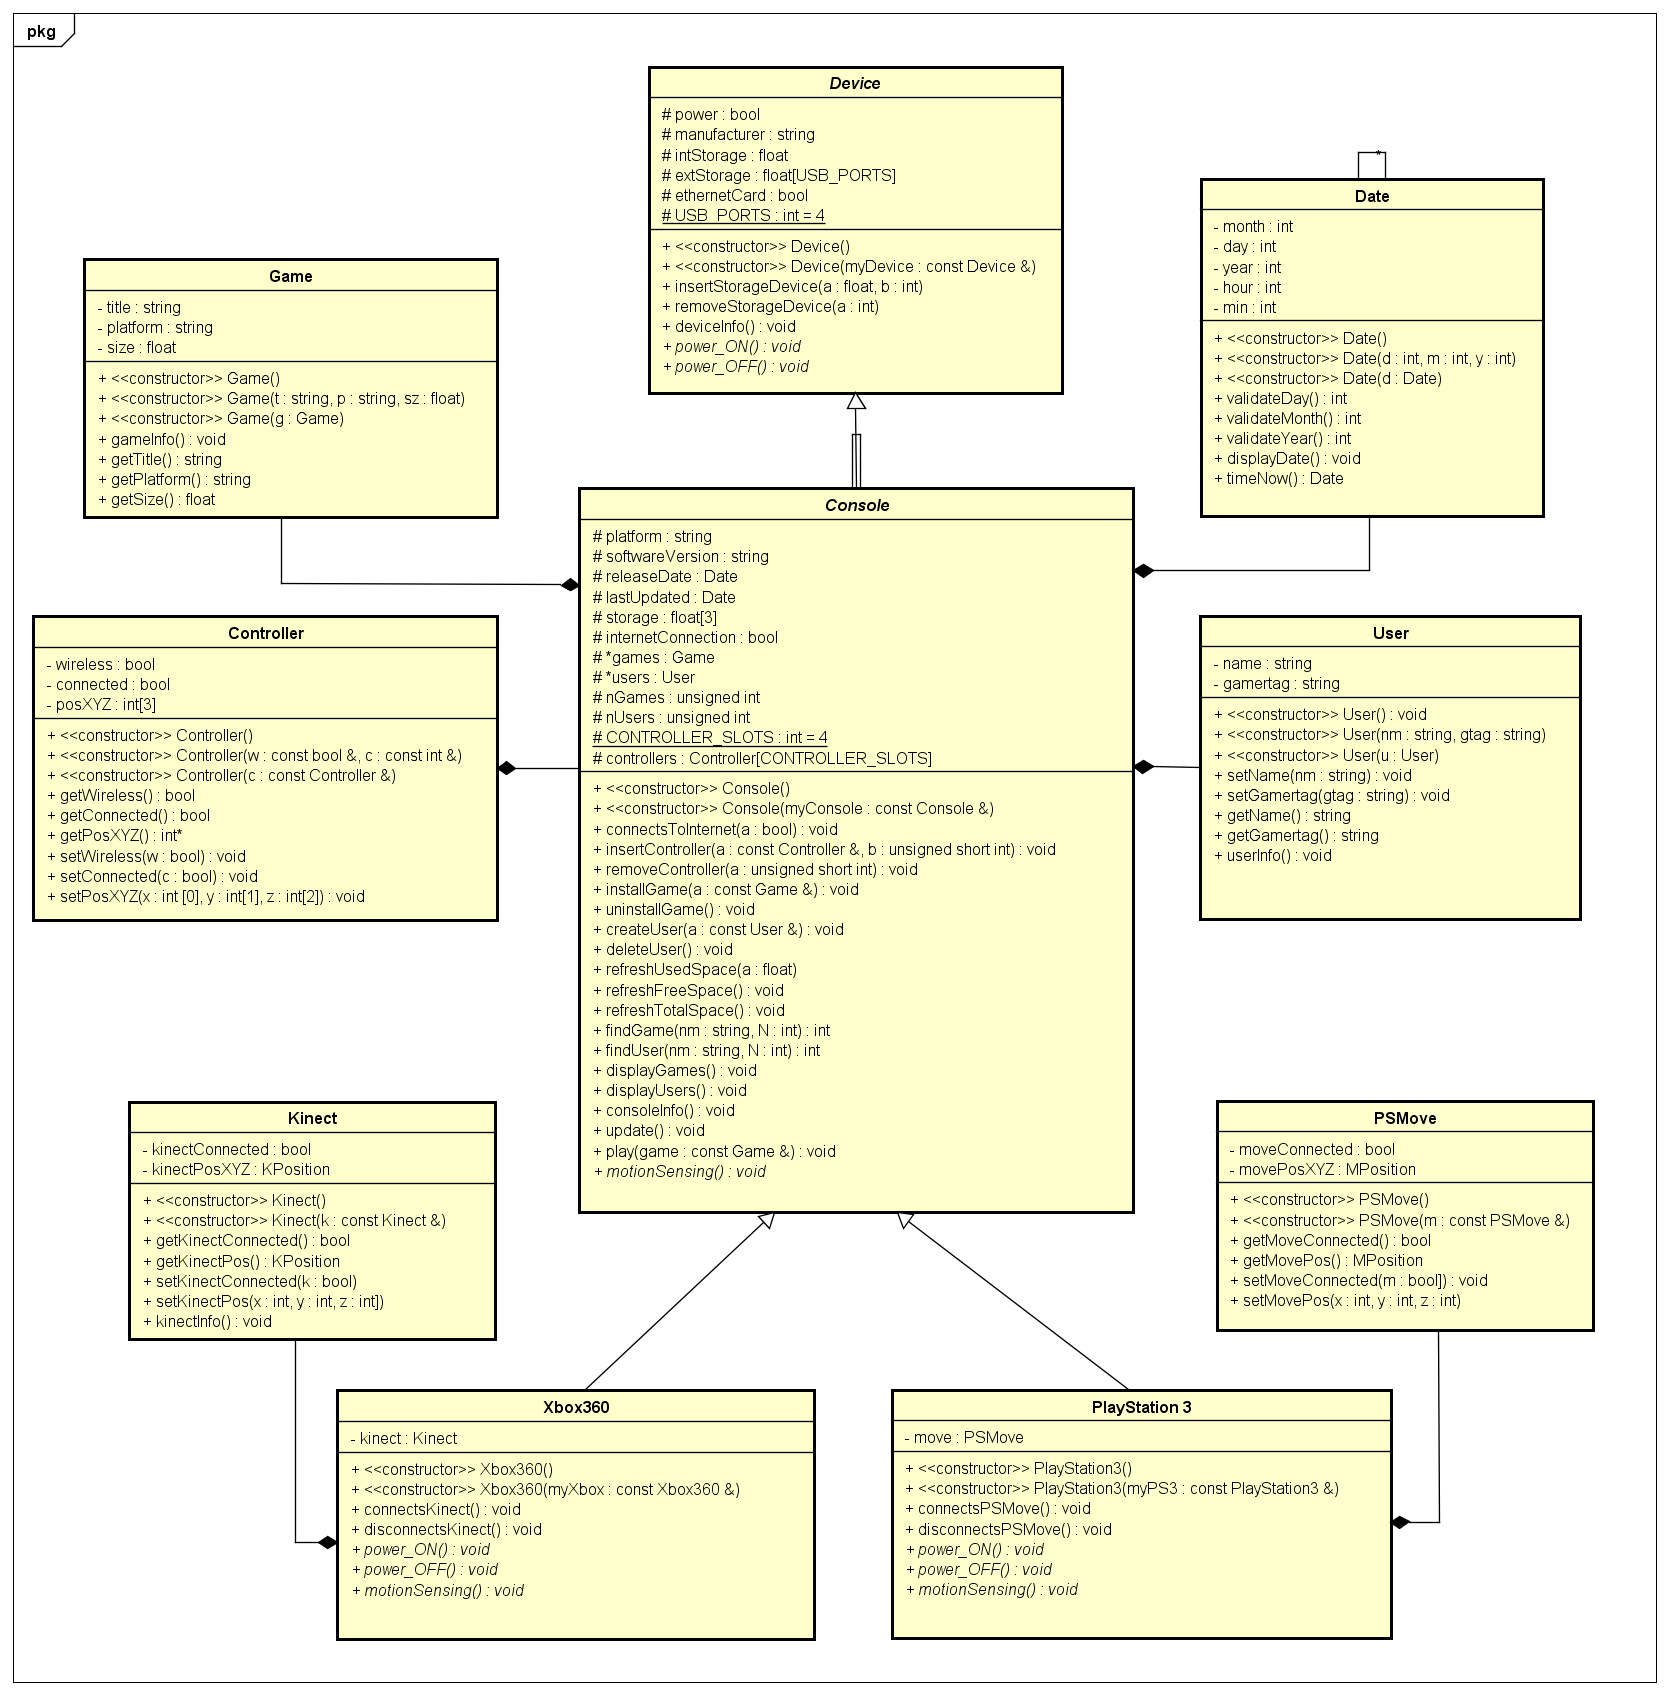 pkg
Device
# power : bool
# manufacturer : string
# intStorage : float
# extStorage : float[USB_PORTS]
# ethernetCard : bool
# USB_PORTS : int = 4
+ <<constructor>> Device()
+ <<constructor>> Device(myDevice : const Device &)
+ insertStorageDevice(a : float, b : int)
+ removeStorageDevice(a : int)
+ deviceInfo() : void
+ power_ON() : void
+ power_OFF() : void
*
Date
- month : int
- day : int
- year : int
- hour : int
- min : int
+ <<constructor>> Date()
+ <<constructor>> Date(d : int, m : int, y : int)
+ <<constructor>> Date(d : Date)
+ validateDay() : int
+ validateMonth() : int
+ validateYear() : int
+ displayDate() : void
+ timeNow() : Date
Game
- title : string
- platform : string
- size : float
+ <<constructor>> Game()
+ <<constructor>> Game(t : string, p : string, sz : float)
+ <<constructor>> Game(g : Game)
+ gameInfo() : void
+ getTitle() : string
+ getPlatform() : string
+ getSize() : float
Console
# platform : string
# softwareVersion : string
# releaseDate : Date
# lastUpdated : Date
# storage : float[3]
# internetConnection : bool
# *games : Game
# *users : User
# nGames : unsigned int
# nUsers : unsigned int
# CONTROLLER_SLOTS : int = 4
# controllers : Controller[CONTROLLER_SLOTS]
+ <<constructor>> Console()
+ <<constructor>> Console(myConsole : const Console &)
+ connectsToInternet(a : bool) : void
+ insertController(a : const Controller &, b : unsigned short int) : void
+ removeController(a : unsigned short int) : void
+ installGame(a : const Game &) : void
+ uninstallGame() : void
+ createUser(a : const User &) : void
+ deleteUser() : void
+ refreshUsedSpace(a : float)
+ refreshFreeSpace() : void
+ refreshTotalSpace() : void
+ findGame(nm : string, N : int) : int
+ findUser(nm : string, N : int) : int
+ displayGames() : void
+ displayUsers() : void
+ consoleInfo() : void
+ update() : void
+ play(game : const Game &) : void
+ motionSensing() : void
Controller
- wireless : bool
- connected : bool
- posXYZ : int[3]
+ <<constructor>> Controller()
+ <<constructor>> Controller(w : const bool &, c : const int &)
+ <<constructor>> Controller(c : const Controller &)
+ getWireless() : bool
+ getConnected() : bool
+ getPosXYZ() : int*
+ setWireless(w : bool) : void
+ setConnected(c : bool) : void
+ setPosXYZ(x : int [0], y : int[1], z : int[2]) : void
User
- name : string
- gamertag : string
+ <<constructor>> User() : void
+ <<constructor>> User(nm : string, gtag : string)
+ <<constructor>> User(u : User)
+ setName(nm : string) : void
+ setGamertag(gtag : string) : void
+ getName() : string
+ getGamertag() : string
+ userInfo() : void
Kinect
- kinectConnected : bool
- kinectPosXYZ : KPosition
+ <<constructor>> Kinect()
+ <<constructor>> Kinect(k : const Kinect &)
+ getKinectConnected() : bool
+ getKinectPos() : KPosition
+ setKinectConnected(k : bool)
+ setKinectPos(x : int, y : int, z : int])
+ kinectInfo() : void
PSMove
- moveConnected : bool
- movePosXYZ : MPosition
+ <<constructor>> PSMove()
+ <<constructor>> PSMove(m : const PSMove &)
+ getMoveConnected() : bool
+ getMovePos() : MPosition
+ setMoveConnected(m : bool]) : void
+ setMovePos(x : int, y : int, z : int)
Xbox360
- kinect : Kinect
+ <<constructor>> Xbox360()
+ <<constructor>> Xbox360(myXbox : const Xbox360 &)
+ connectsKinect() : void
+ disconnectsKinect() : void
+ power_ON() : void
+ power_OFF() : void
+ motionSensing() : void
PlayStation 3
- move : PSMove
+ <<constructor>> PlayStation3()
+ <<constructor>> PlayStation3(myPS3 : const PlayStation3 &)
+ connectsPSMove() : void
+ disconnectsPSMove() : void
+ power_ON() : void
+ power_OFF() : void
+ motionSensing() : void